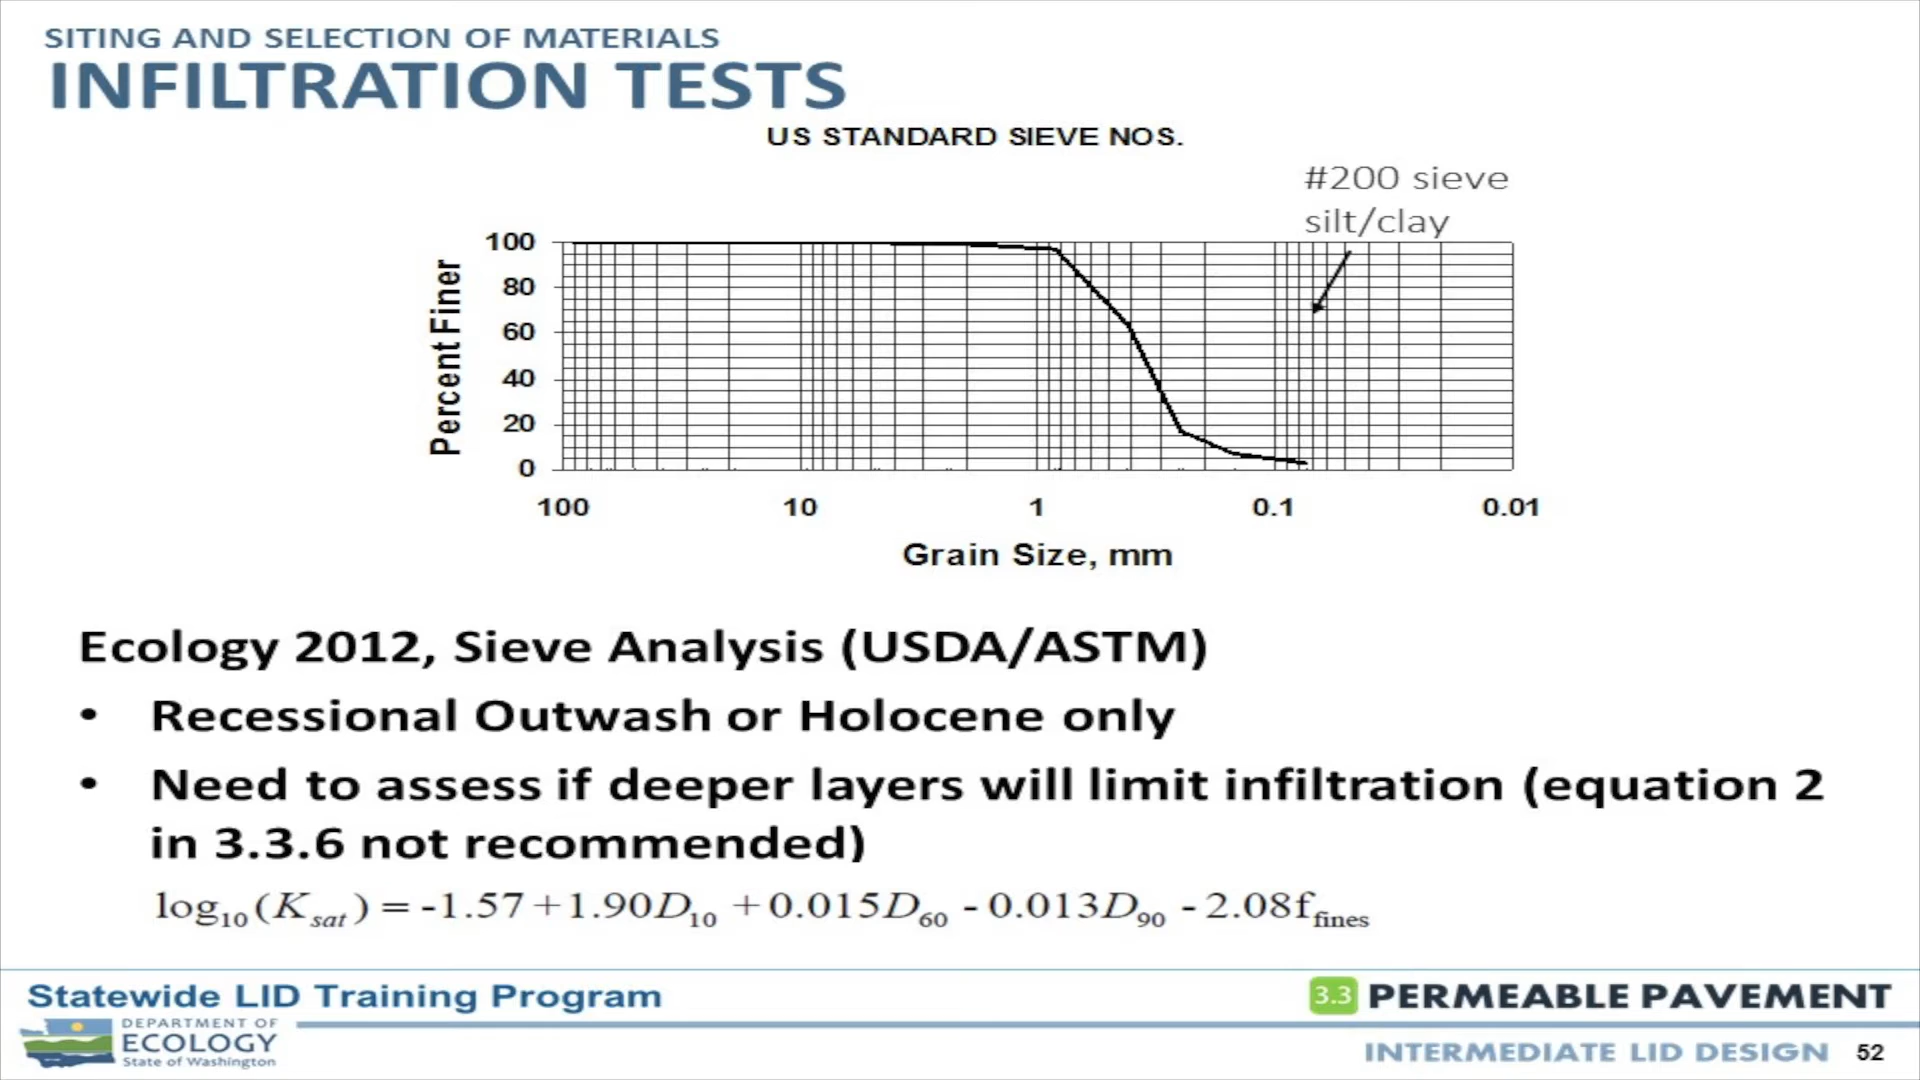 SITING AND SELECTION OF MATERIALS
INFILTRATION TESTS
US STANDARD SIEVE NOS.
#200 sieve
silt/clay
Percent Finer
100
80
60
40
20
0
100 10 1 0.1 0.01
Grain Size, mm
Ecology 2012, Sieve Analysis (USDA/ASTM)
• Recessional Outwash or Holocene only
• Need to assess if deeper layers will limit infiltration (equation 2
in 3.3.6 not recommended)
log₁₀(K_sat) = -1.57 + 1.90D₁₀ + 0.015D₆₀ - 0.013D₉₀ - 2.08f_fines
Statewide LID Training Program
3.3 PERMEABLE PAVEMENT
DEPARTMENT OF
ECOLOGY
State of Washington
INTERMEDIATE LID DESIGN 52